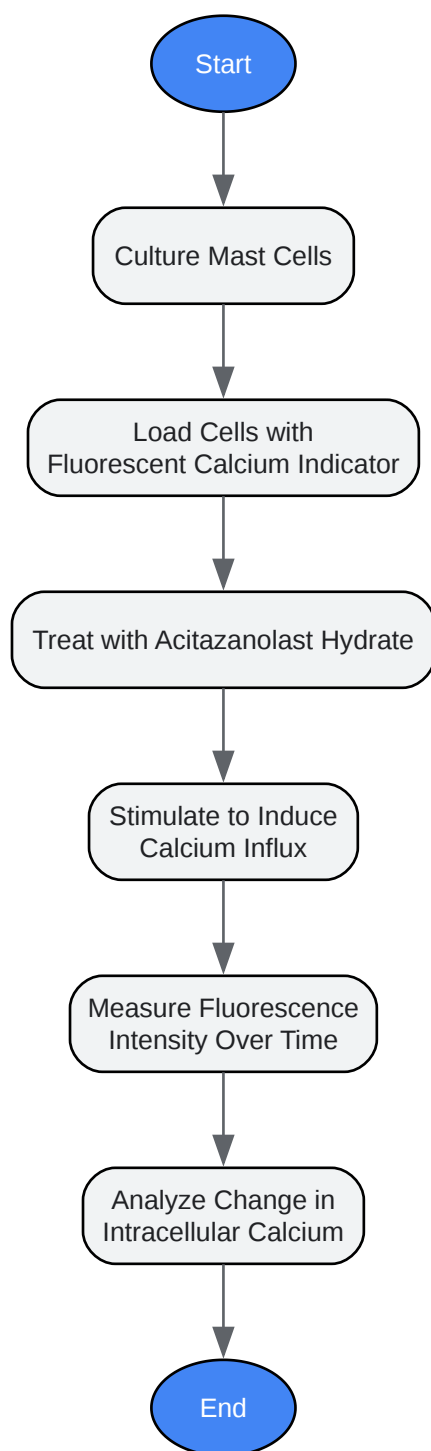 Start
Culture Mast Cells
Load Cells with
Fluorescent Calcium Indicator
Treat with Acitazanolast Hydrate
Stimulate to Induce
Calcium Influx
Measure Fluorescence
Intensity Over Time
Analyze Change in
Intracellular Calcium
End